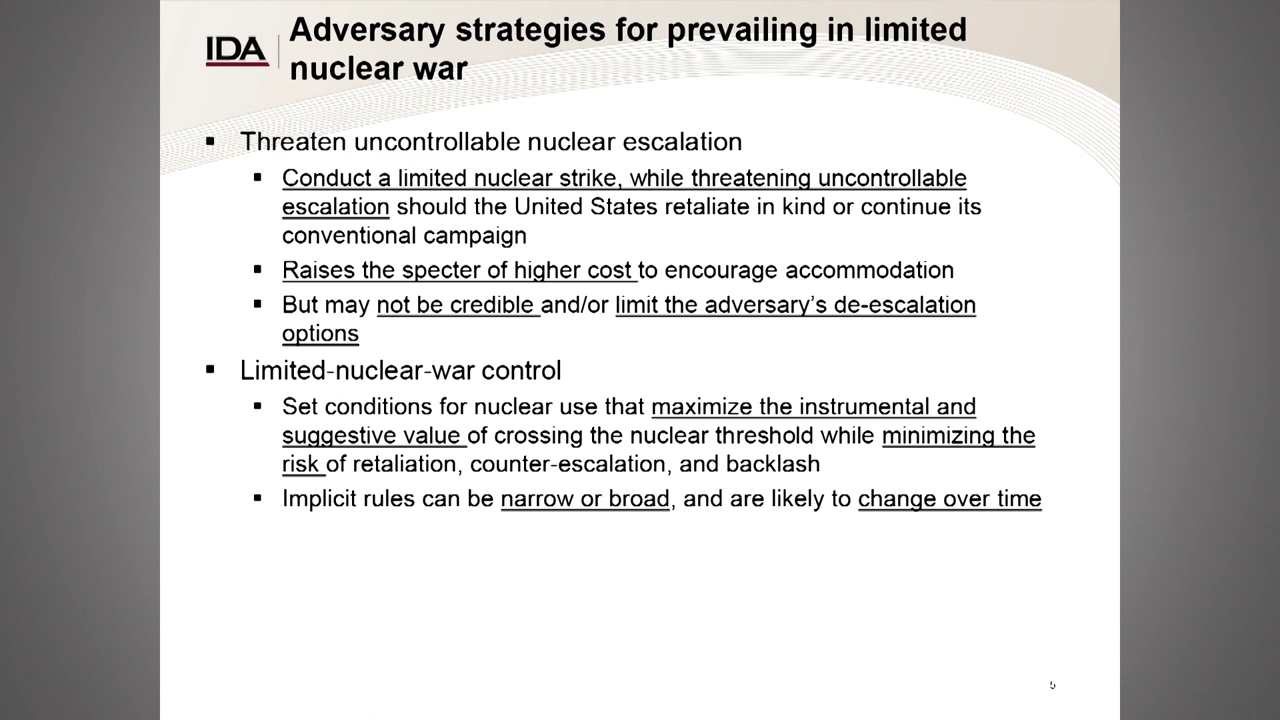 IDA
Adversary strategies for prevailing in limited
nuclear war
▪ Threaten uncontrollable nuclear escalation
▪ Conduct a limited nuclear strike, while threatening uncontrollable
escalation should the United States retaliate in kind or continue its
conventional campaign
▪ Raises the specter of higher cost to encourage accommodation
▪ But may not be credible and/or limit the adversary's de-escalation
options
▪ Limited-nuclear-war control
▪ Set conditions for nuclear use that maximize the instrumental and
suggestive value of crossing the nuclear threshold while minimizing the
risk of retaliation, counter-escalation, and backlash
▪ Implicit rules can be narrow or broad, and are likely to change over time